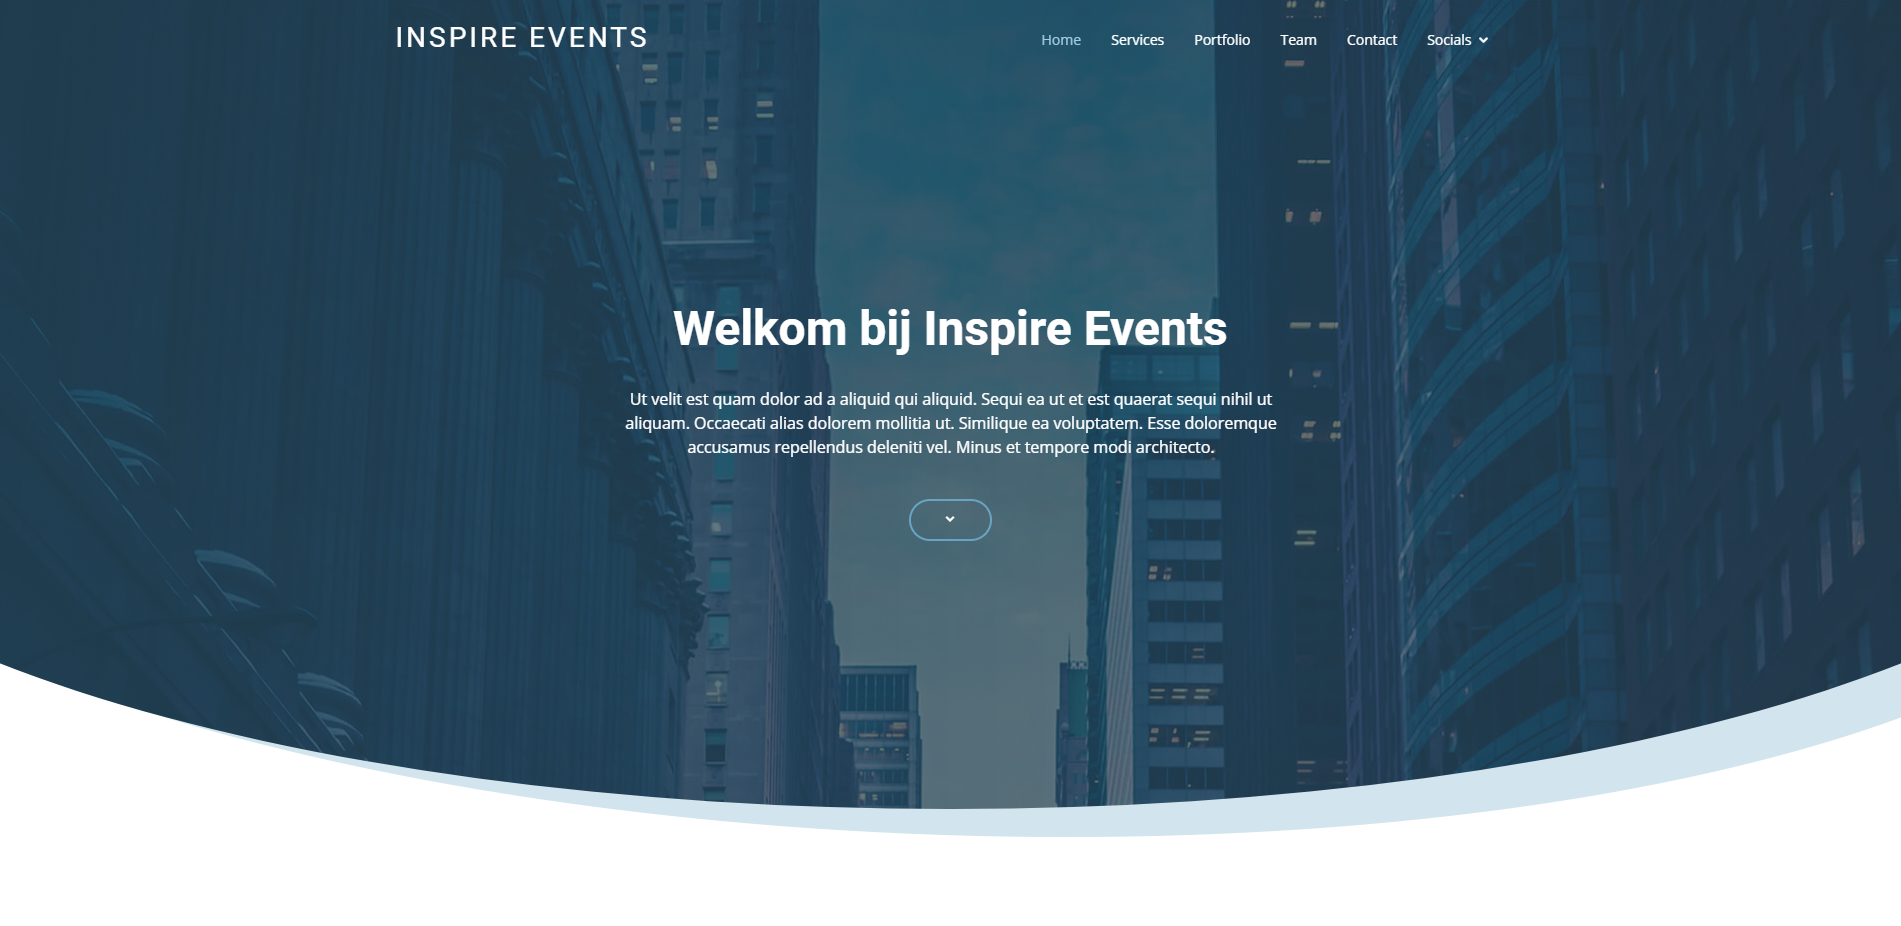 INSPIRE EVENTS
Home Services Portfolio Team Contact Socials
Welkom bij Inspire Events
Ut velit est quam dolor ad a aliquid qui aliquid. Sequi ea ut et est quaerat sequi nihil ut
aliquam. Occaecati alias dolorem mollitia ut. Similique ea voluptatem. Esse doloremque
accusamus repellendus deleniti vel. Minus et tempore modi architecto.